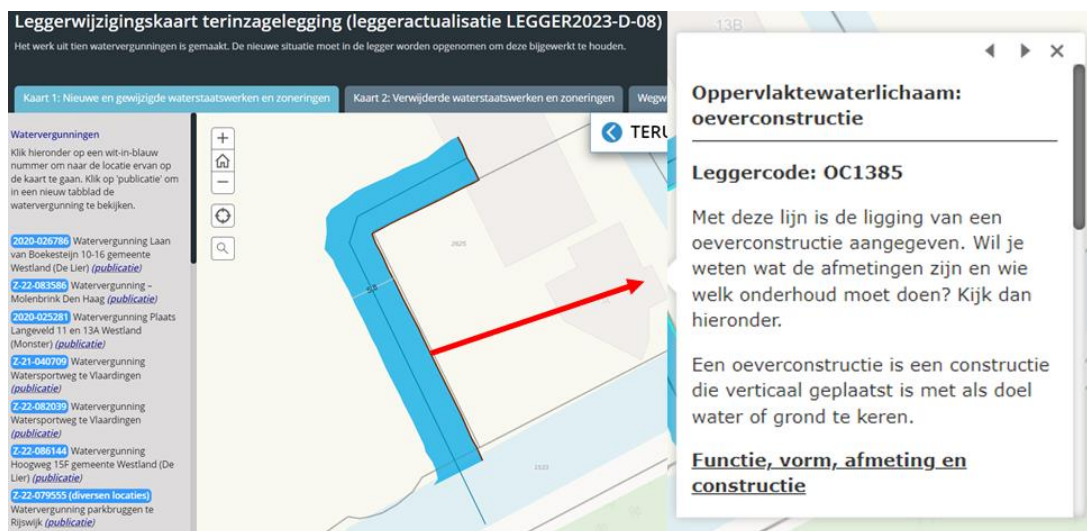 Leggerwijzigingskaart terinzagelegging (leggeractualisatie LEGGER2023-D-08)
Het werk uit tien watervergunningen is gemaakt. De nieuwe situatie moet in de legger worden opgenomen om deze bijgewerkt te houden.
Kaart 1: Nieuwe en gewijzigde waterstaatswerken en zoneringen
Kaart 2: Verwijderde waterstaatswerken en zoneringen
Wegw
Watervergunningen
Klik hieronder op een wit-in-blauw
nummer om naar de locatie ervan op
de kaart te gaan. Klik op 'publicatie' om
in een nieuw tabblad de
watervergunning te bekijken.
2020-026786 Watervergunning Laan
van Boekesteijn 10-16 gemeente
Westland (De Lier) (publicatie)
Z-22-083586 Watervergunning –
Molenbrink Den Haag (publicatie)
2020-025281 Watervergunning Plaats
Langeveld 11 en 13A Westland
(Monster) (publicatie)
Z-21-040709 Watervergunning
Watersportweg te Vlaardingen
(publicatie)
Z-22-082039 Watervergunning
Watersportweg te Vlaardingen
(publicatie)
Z-22-086144 Watervergunning
Hoogweg 15F gemeente Westland (De
Lier) (publicatie)
Z-22-079555 (diversen locaties)
Watervergunning parkbruggen te
Rijswijk (publicatie)
+
−
TERU
2625
2523
13B
Oppervlaktewaterlichaam:
oeverconstructie
Leggercode: OC1385
Met deze lijn is de ligging van een
oeverconstructie aangegeven. Wil je
weten wat de afmetingen zijn en wie
welk onderhoud moet doen? Kijk dan
hieronder.
Een oeverconstructie is een constructie
die verticaal geplaatst is met als doel
water of grond te keren.
Functie, vorm, afmeting en
constructie